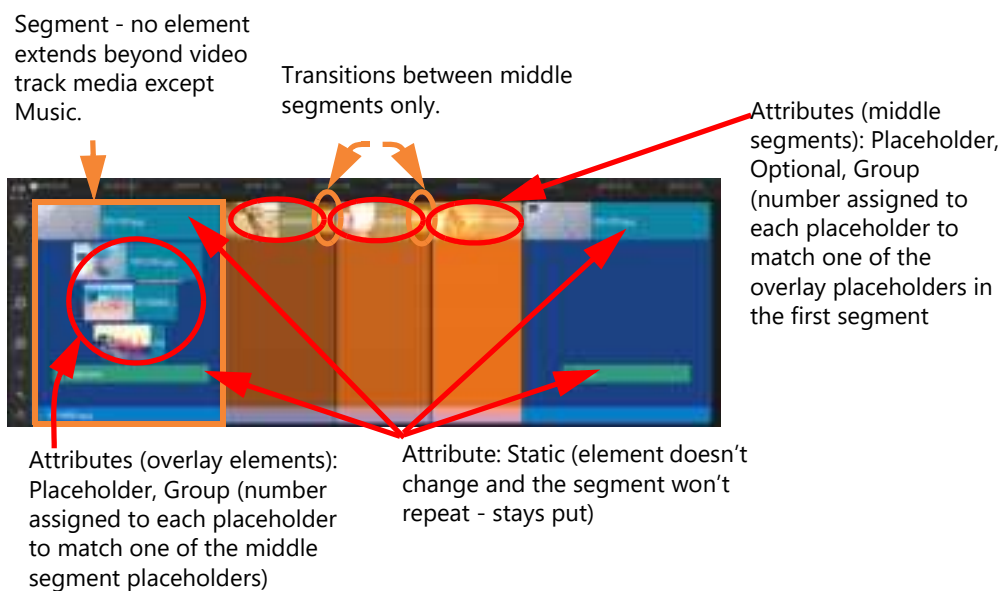 Segment - no element
extends beyond video
track media except
Music.
Transitions between middle
segments only.
Attributes (middle
segments): Placeholder,
Optional, Group
(number assigned to
each placeholder to
match one of the
overlay placeholders in
the first segment
Attributes (overlay elements):
Placeholder, Group (number
assigned to each placeholder
to match one of the middle
segment placeholders)
Attribute: Static (element doesn’t
change and the segment won’t
repeat - stays put)